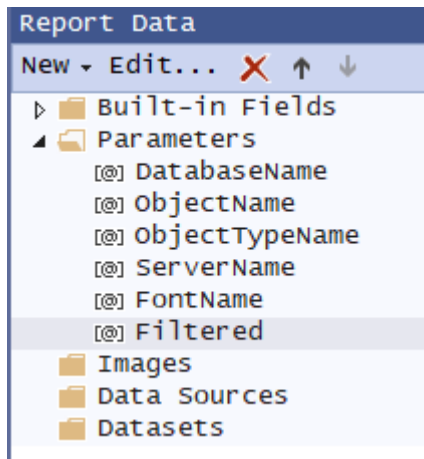 Report Data
New Edit...
Built-in Fields
Parameters
[@] DatabaseName
[@] ObjectName
[@] ObjectTypeName
[@] ServerName
[@] FontName
[@] Filtered
Images
Data Sources
Datasets